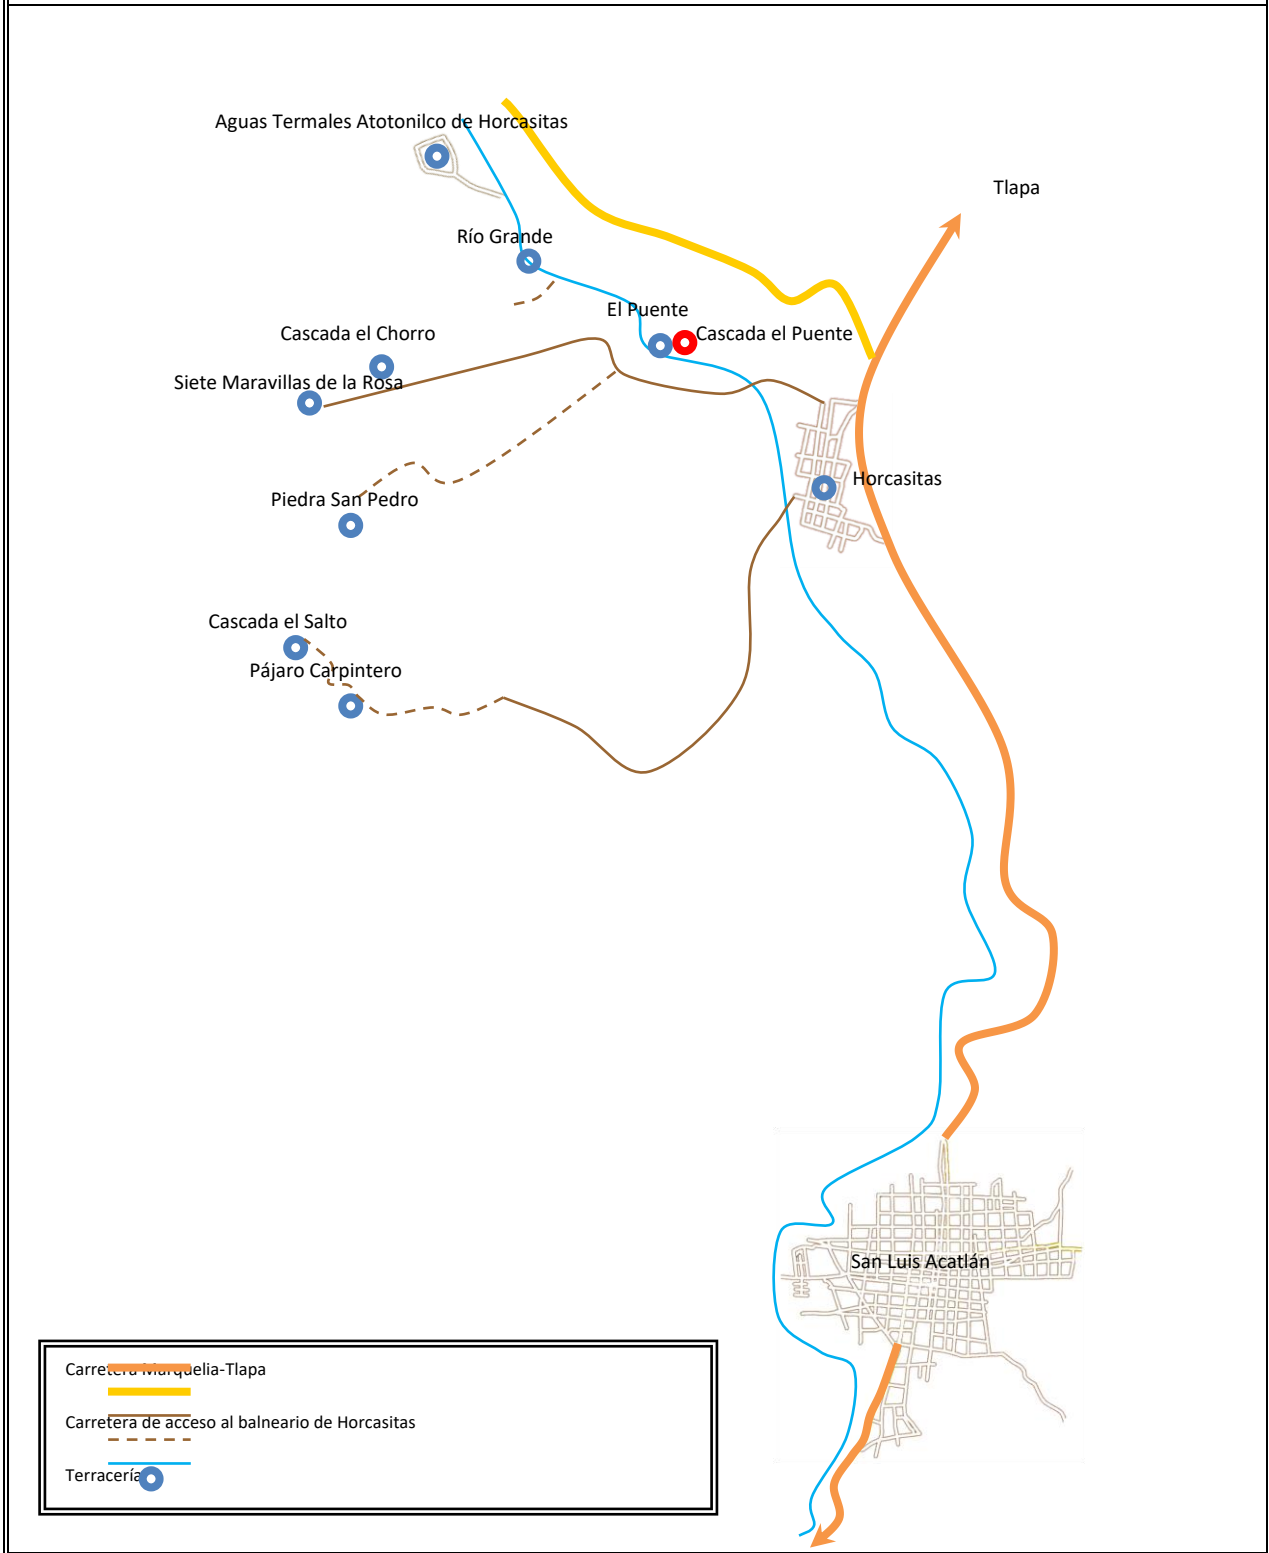 Aguas Termales Atotonilco de Horcasitas
Tlapa
Río Grande
El Puente
Cascada el Chorro
Cascada el Puente
Siete Maravillas de la Rosa
Horcasitas
Piedra San Pedro
Cascada el Salto
Pájaro Carpintero
San Luis Acatlán
Carretera Marquelia-Tlapa
Carretera de acceso al balneario de Horcasitas
Terracería